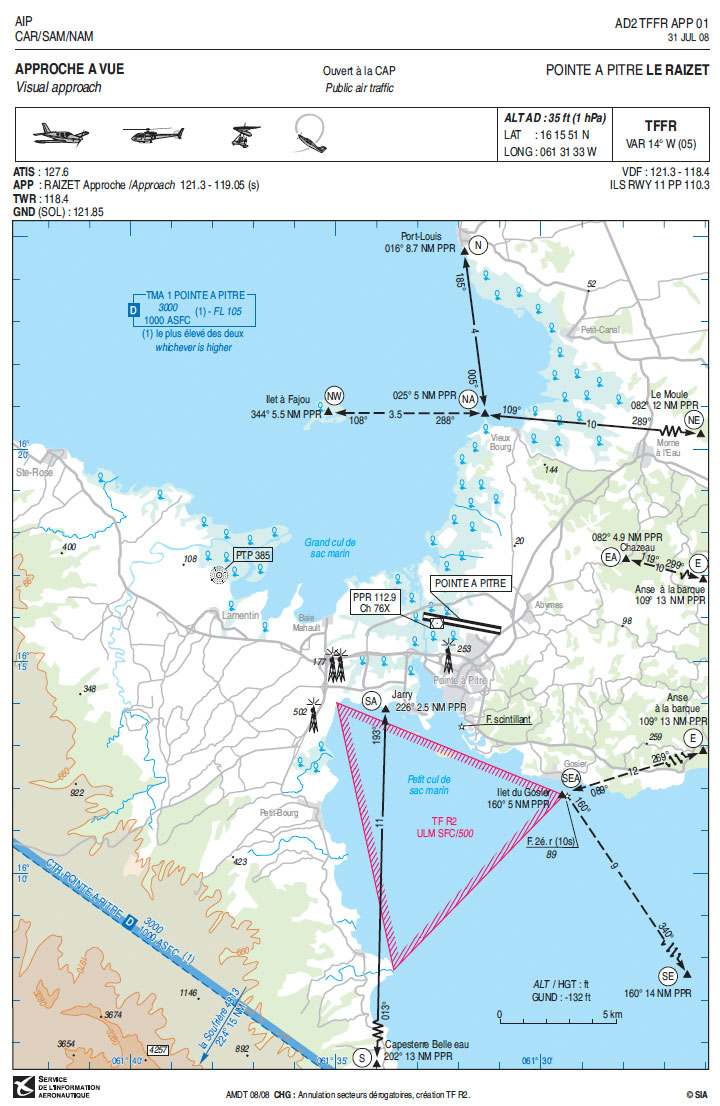 AIP
CAR/SAM/NAM
AD2 TFFR APP 01
31 JUL 08
APPROCHE A VUE
Visual approach
Ouvert à la CAP
Public air traffic
POINTE A PITRE LE RAIZET
ALT AD : 35 ft (1 hPa)
LAT : 16 15 51 N
LONG : 061 31 33 W
TFFR
VAR 14° W (05)
ATIS : 127.6
APP : RAIZET Approche /Approach 121.3 - 119.05 (s)
TWR : 118.4
GND (SOL) : 121.85
VDF : 121.3 - 118.4
ILS RWY 11 PP 110.3
Port-Louis
016° 8.7 NM PPR
N
185°
4
005°
52
Petit-Canal
TMA 1 POINTE A PITRE
D
3000
1000 ASFC
(1) - FL 105
(1) le plus élevé des deux
whichever is higher
Ilet à Fajou
344° 5.5 NM PPR
NW
108°
3.5
288°
025° 5 NM PPR
NA
109°
10
289°
Le Moule
082° 12 NM PPR
NE
Vieux
Bourg
Morne
à l'Eau
144
16°
20'
Ste-Rose
400
108
PTP 385
Grand cul de
sac marin
20
082° 4.9 NM PPR
Chazeau
EA
119°
10
299°
E
Anse à la barque
109° 13 NM PPR
POINTE A PITRE
PPR 112.9
Ch 76X
Lamentin
Baie
Mahault
Abymes
98
253
177
16°
15'
Pointe à Pitre
348
502
SA
Jarry
226° 2.5 NM PPR
193°
F. scintillant
Anse
à la barque
109° 13 NM PPR
259
E
269°
12
089°
Gosier
SEA
Ilet du Gosier
160° 5 NM PPR
160°
Petit cul de
sac marin
TF R2
ULM SFC/500
F. 2é. r (10s)
89
922
Petit-Bourg
11
423
16°
10'
9
340°
SE
160° 14 NM PPR
CTR POINTE A PITRE
D
3000
1000 ASFC
(1)
1146
la Soufrière 4813
224° 15 NM
3674
3654
4257
892
013°
S
Capesterre Belle eau
202° 13 NM PPR
ALT / HGT : ft
GUND : -132 ft
0
5 km
061° 40'
061° 35'
061° 30'
SERVICE
DE L'INFORMATION
AERONAUTIQUE
AMDT 08/08 CHG : Annulation secteurs dérogatoires, création TF R2.
© SIA